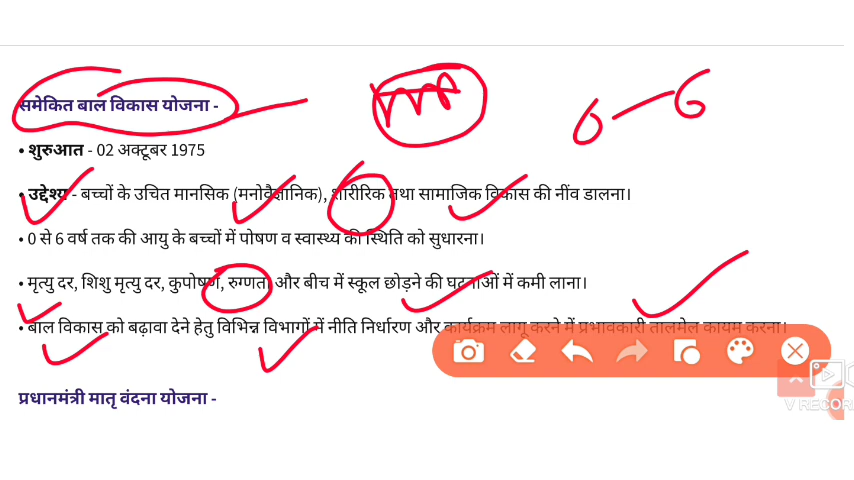 समेकित बाल विकास योजना -
0 - 6
• शुरुआत - 02 अक्टूबर 1975
• उद्देश्य - बच्चों के उचित मानसिक (मनोवैज्ञानिक), शारीरिक तथा सामाजिक विकास की नींव डालना।
• 0 से 6 वर्ष तक की आयु के बच्चों में पोषण व स्वास्थ्य की स्थिति को सुधारना।
• मृत्यु दर, शिशु मृत्यु दर, कुपोषण, रुग्णता और बीच में स्कूल छोड़ने की घटनाओं में कमी लाना।
• बाल विकास को बढ़ावा देने हेतु विभिन्न विभागों में नीति निर्धारण और कार्यक्रम लागू करने में प्रभावकारी तालमेल कायम करना।
प्रधानमंत्री मातृ वंदना योजना -
V RECOR